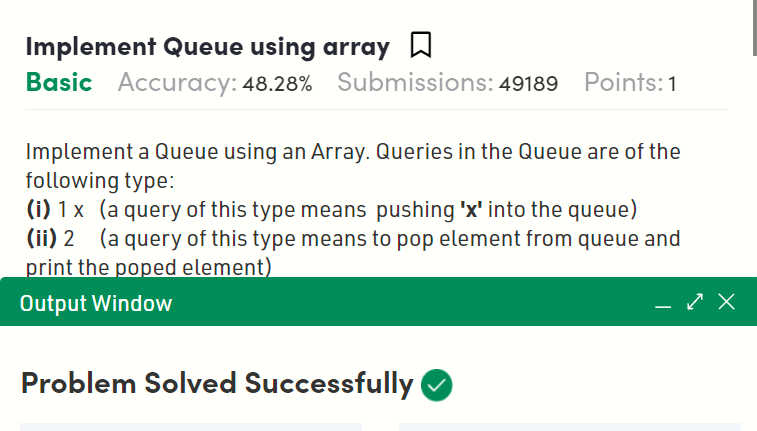 Implement Queue using array
Basic Accuracy: 48.28% Submissions: 49189 Points: 1
Implement a Queue using an Array. Queries in the Queue are of the
following type:
(i) 1 x (a query of this type means pushing 'x' into the queue)
(ii) 2 (a query of this type means to pop element from queue and
print the poped element)
Output Window
Problem Solved Successfully